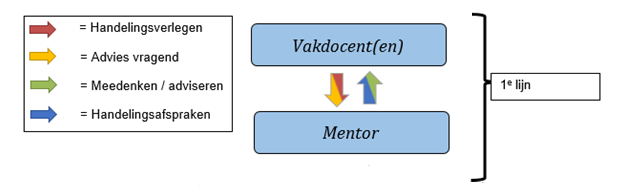 = Handelingsverlegen
= Advies vragend
= Meedenken / adviseren
= Handelingsafspraken
Vakdocent(en)
Mentor
1e lijn